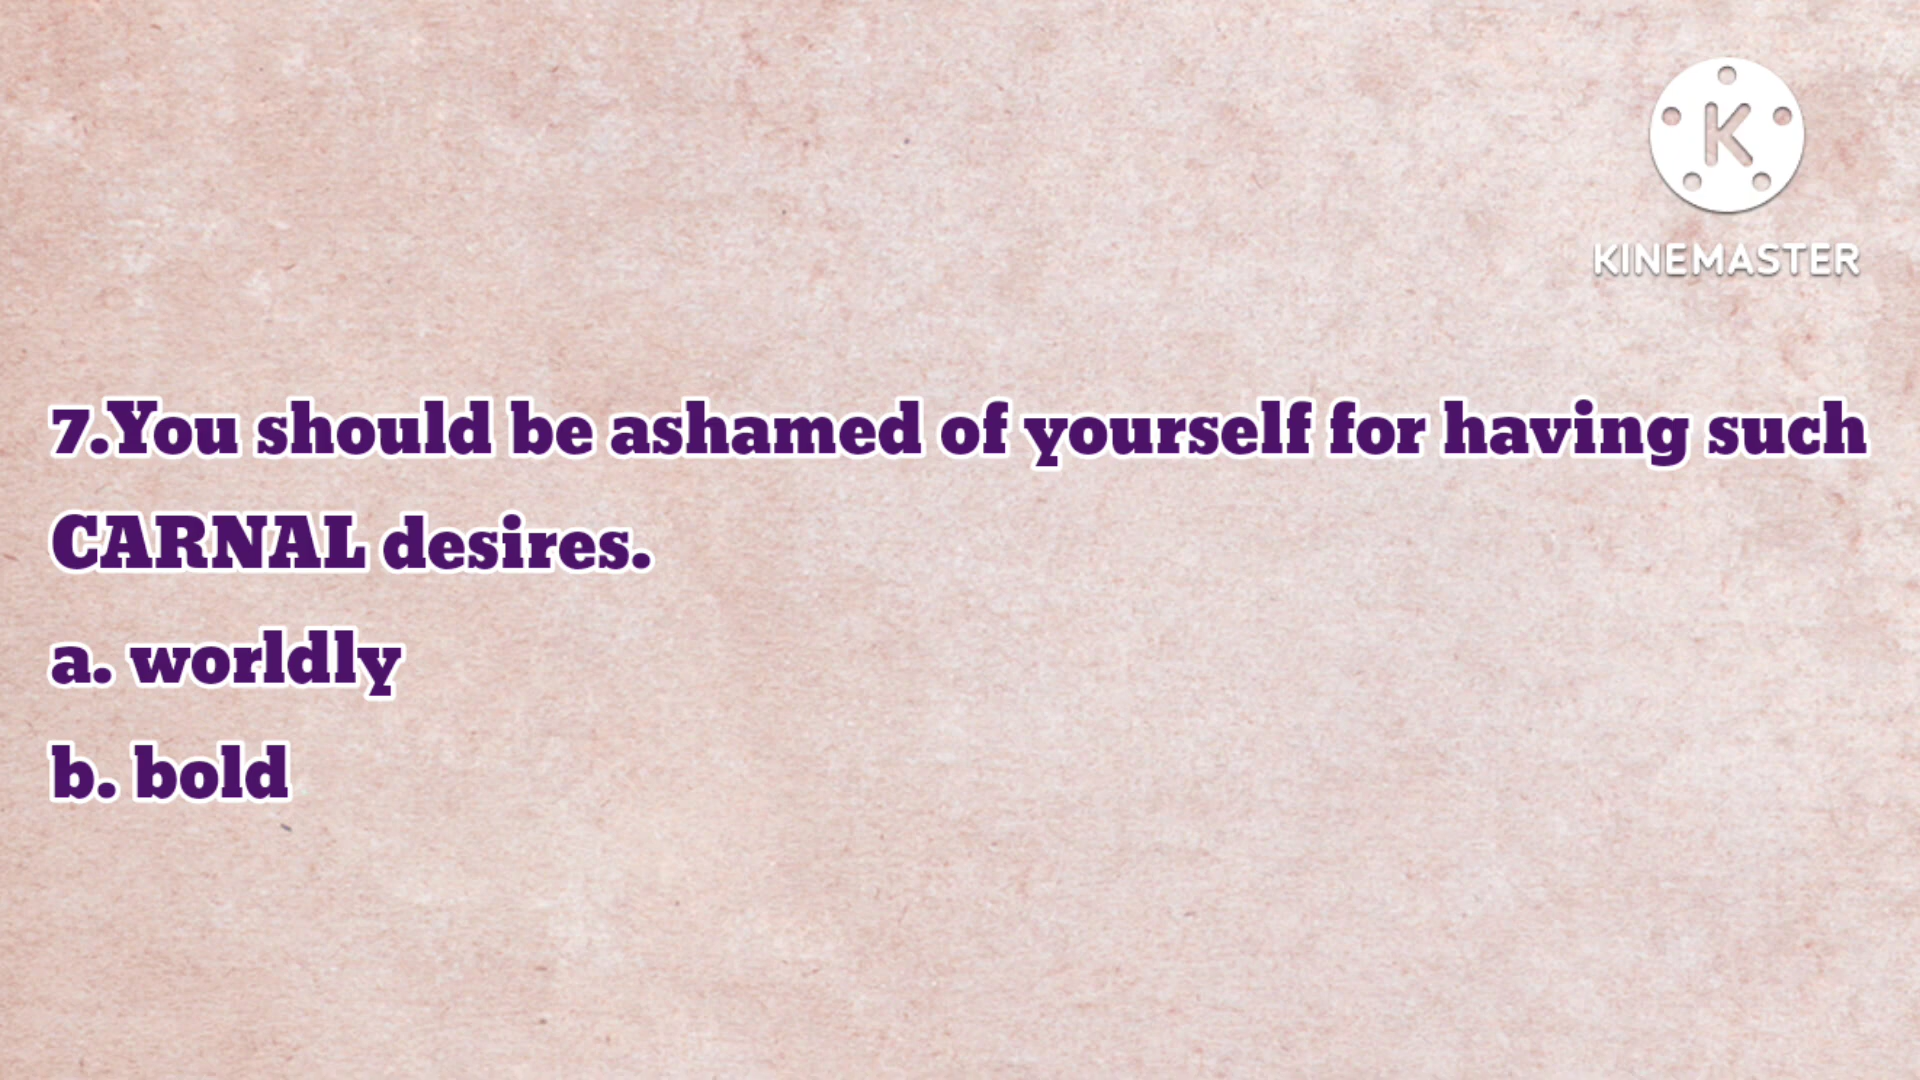 K
KINEMASTER
7.You should be ashamed of yourself for having such
CARNAL desires.
a. worldly
b. bold